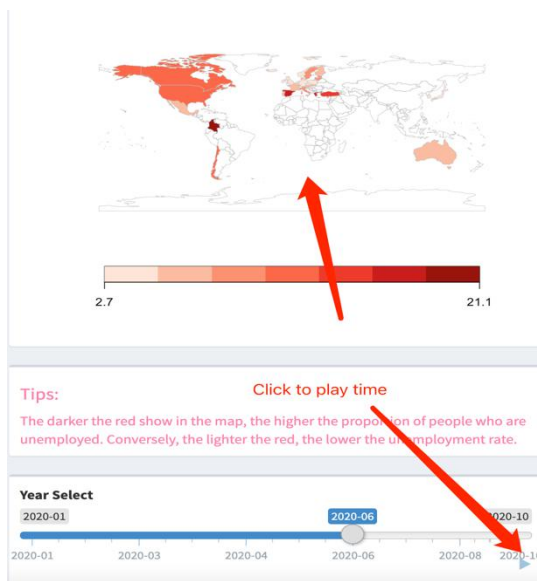 2.7 21.1
Tips:
Click to play time
The darker the red show in the map, the higher the proportion of people who are
unemployed. Conversely, the lighter the red, the lower the unemployment rate.
Year Select
2020-01 2020-06 2020-10
2020-01 2020-03 2020-04 2020-06 2020-08 2020-10